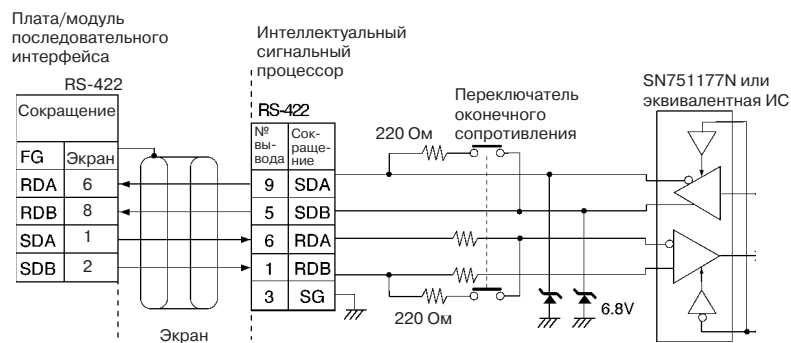 Плата/модуль
последовательного
интерфейса
Интеллектуальный
сигнальный
процессор
RS-422
Сокращение
FG Экран
RDA 6
RDB 8
SDA 1
SDB 2
Экран
RS-422
№ вы-вода Сок-раще-ние
9 SDA
5 SDB
6 RDA
1 RDB
3 SG
220 Ом
Переключатель
оконечного
сопротивления
220 Ом
6.8V
SN751177N или
эквивалентная ИС